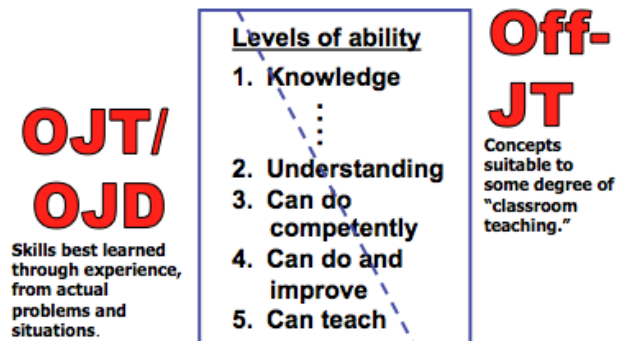 OJT/
OJD
Skills best learned
through experience,
from actual
problems and
situations.
Levels of ability
1. Knowledge
2. Understanding
3. Can do
competently
4. Can do and
improve
5. Can teach
Off-
JT
Concepts
suitable to
some degree of
“classroom
teaching.”